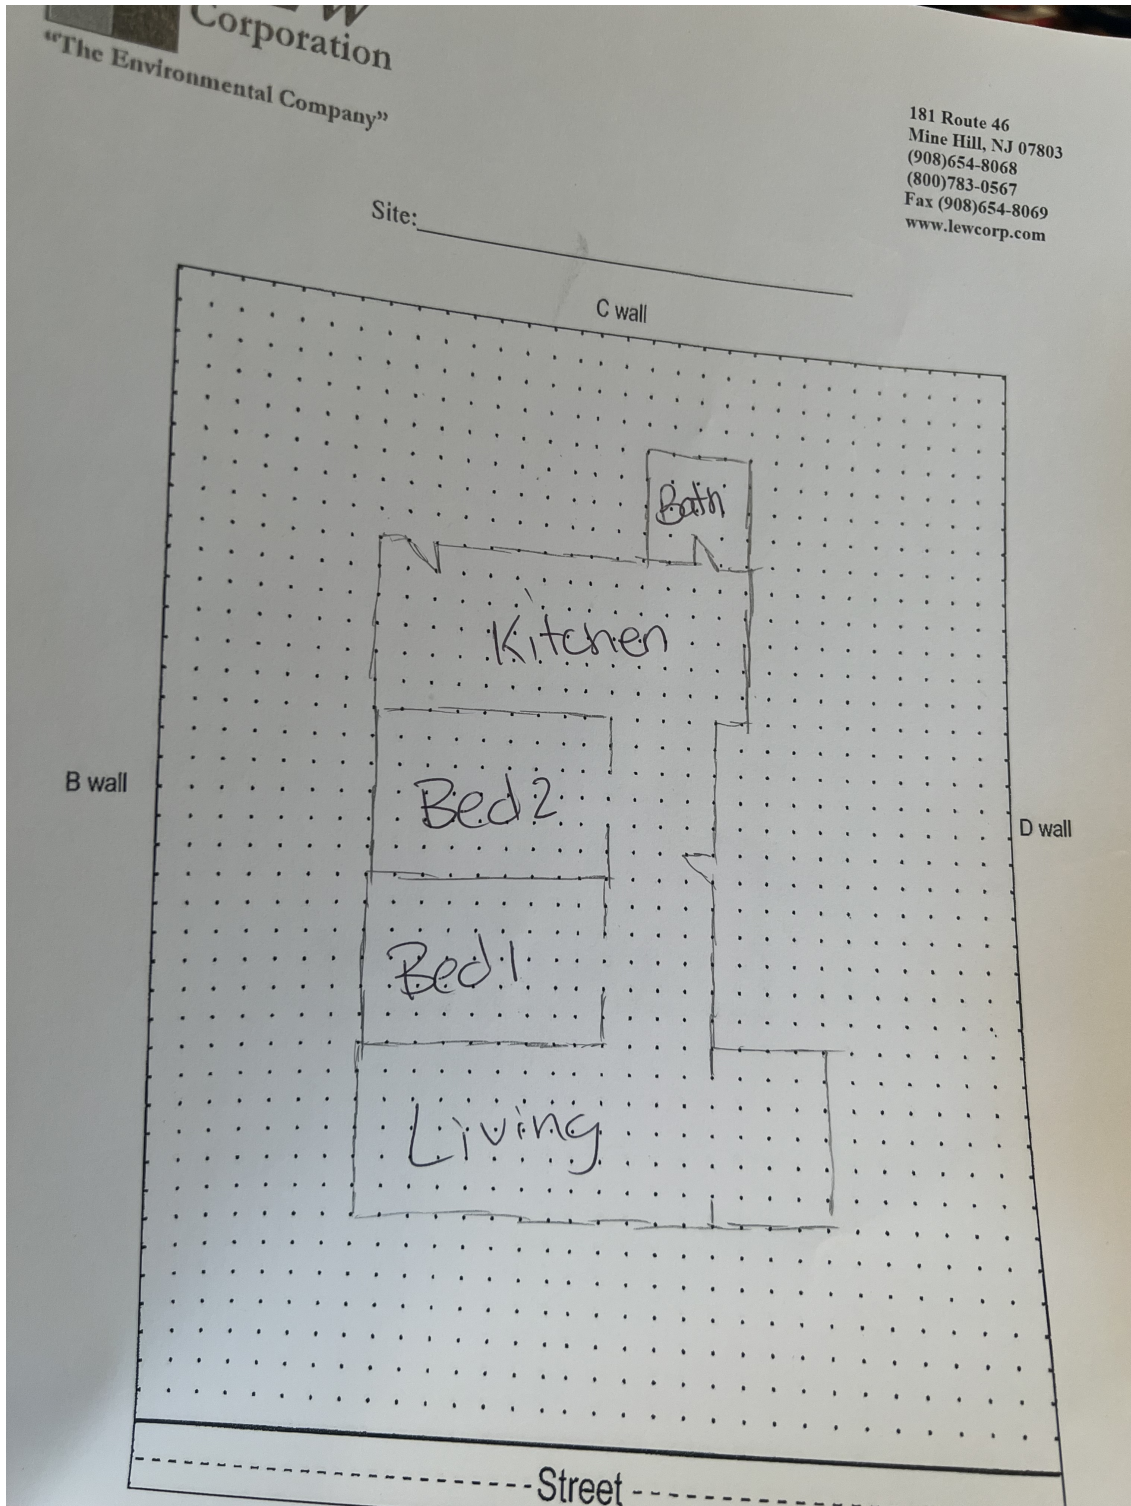 Corporation
"The Environmental Company"
181 Route 46
Mine Hill, NJ 07803
(908)654-8068
(800)783-0567
Fax (908)654-8069
www.lewcorp.com
Site:
C wall
Bath
Kitchen
B wall
Bed 2
D wall
Bed 1
Living
Street